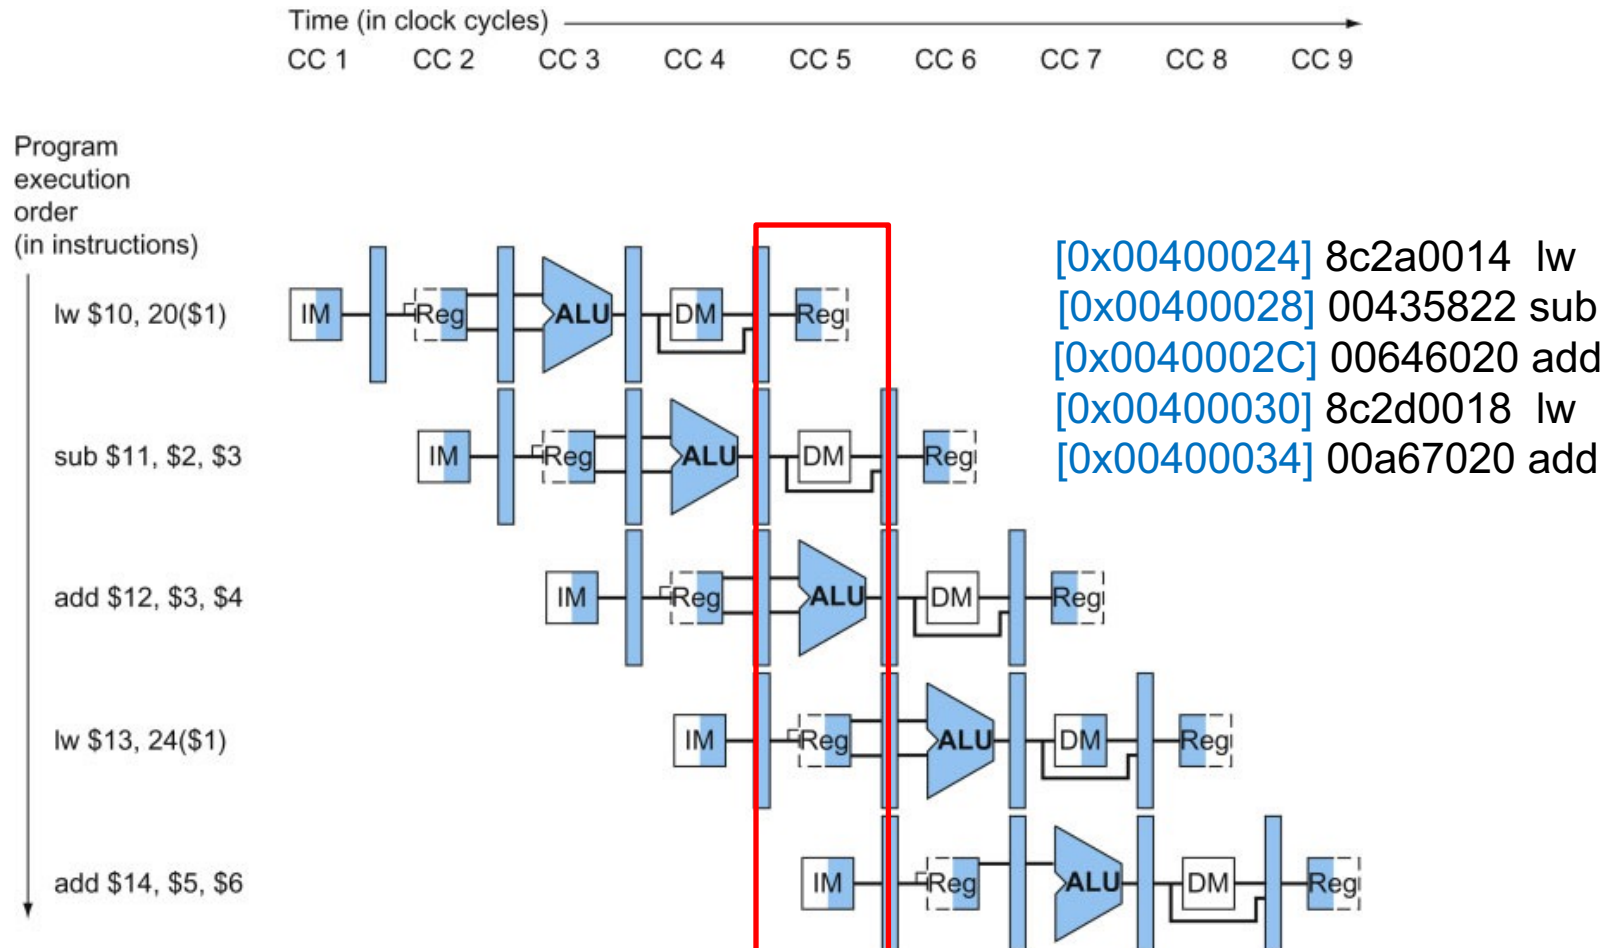 Time (in clock cycles)
CC 1 CC 2 CC 3 CC 4 CC 5 CC 6 CC 7 CC 8 CC 9
Program
execution
order
(in instructions)
[0x00400024] 8c2a0014 lw
[0x00400028] 00435822 sub
[0x0040002C] 00646020 add
[0x00400030] 8c2d0018 lw
[0x00400034] 00a67020 add
lw $10, 20($1) IM Reg ALU DM Reg
sub $11, $2, $3 IM Reg ALU DM Reg
add $12, $3, $4 IM Reg ALU DM Reg
lw $13, 24($1) IM Reg ALU DM Reg
add $14, $5, $6 IM Reg ALU DM Reg